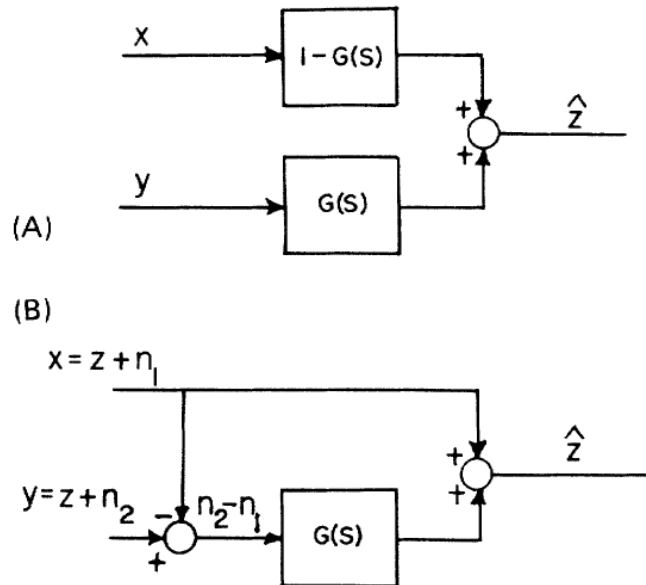 x
1-G(S)
+
+
ẑ
y
G(S)
(A)
(B)
x=z+n₁
ẑ
+
+
y=z+n₂
-
n₂-n₁
G(S)
+